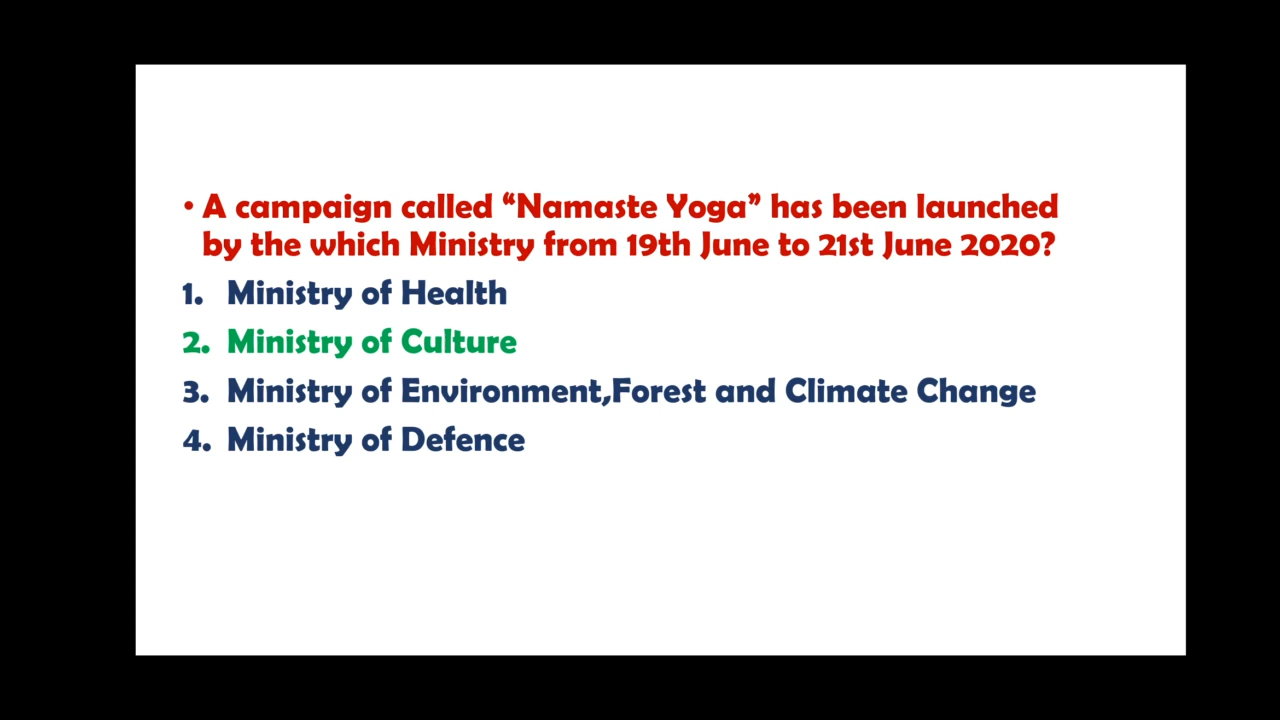 • A campaign called “Namaste Yoga” has been launched
by the which Ministry from 19th June to 21st June 2020?
1. Ministry of Health
2. Ministry of Culture
3. Ministry of Environment,Forest and Climate Change
4. Ministry of Defence